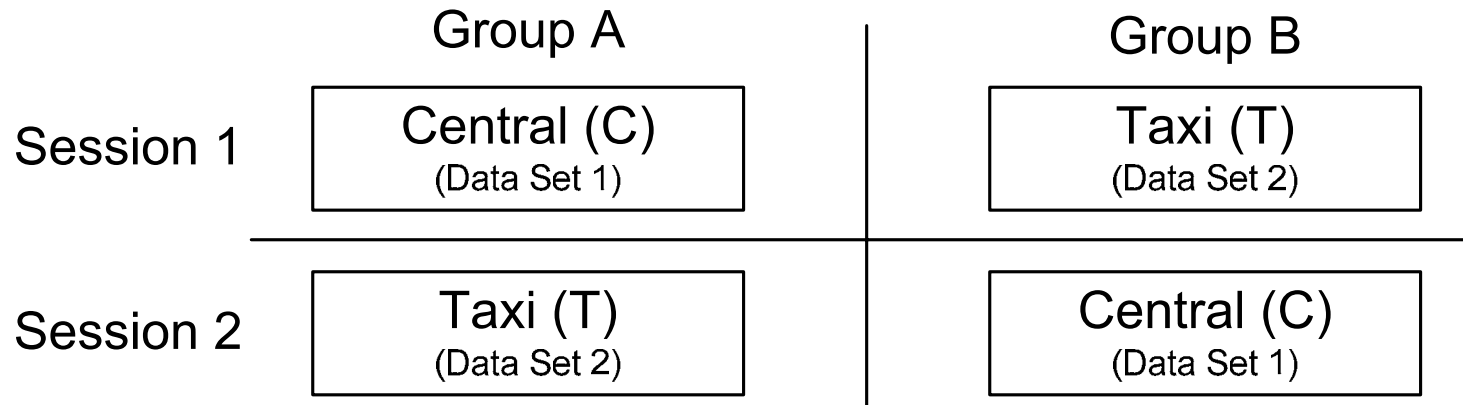 Group A
Group B
Session 1
Central (C)
(Data Set 1)
Taxi (T)
(Data Set 2)
Session 2
Taxi (T)
(Data Set 2)
Central (C)
(Data Set 1)